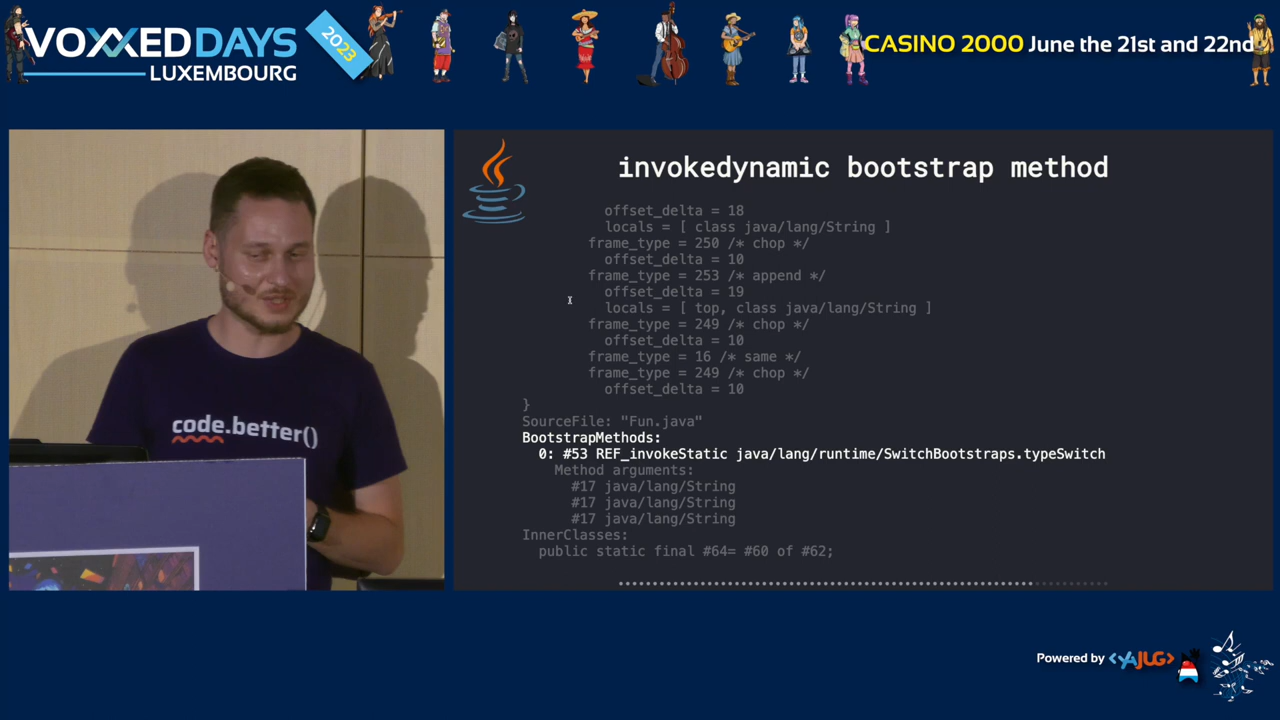 VOXXED DAYS
LUXEMBOURG
2023
CASINO 2000 June the 21st and 22nd
code.better()
invokedynamic bootstrap method
offset_delta = 18
locals = [ class java/lang/String ]
frame_type = 250 /* chop */
offset_delta = 10
frame_type = 253 /* append */
offset_delta = 19
locals = [ top, class java/lang/String ]
frame_type = 249 /* chop */
offset_delta = 10
frame_type = 16 /* same */
frame_type = 249 /* chop */
offset_delta = 10
}
SourceFile: "Fun.java"
BootstrapMethods:
0: #53 REF_invokeStatic java/lang/runtime/SwitchBootstraps.typeSwitch
Method arguments:
#17 java/lang/String
#17 java/lang/String
#17 java/lang/String
InnerClasses:
public static final #64= #60 of #62;
Powered by <YAJUG>